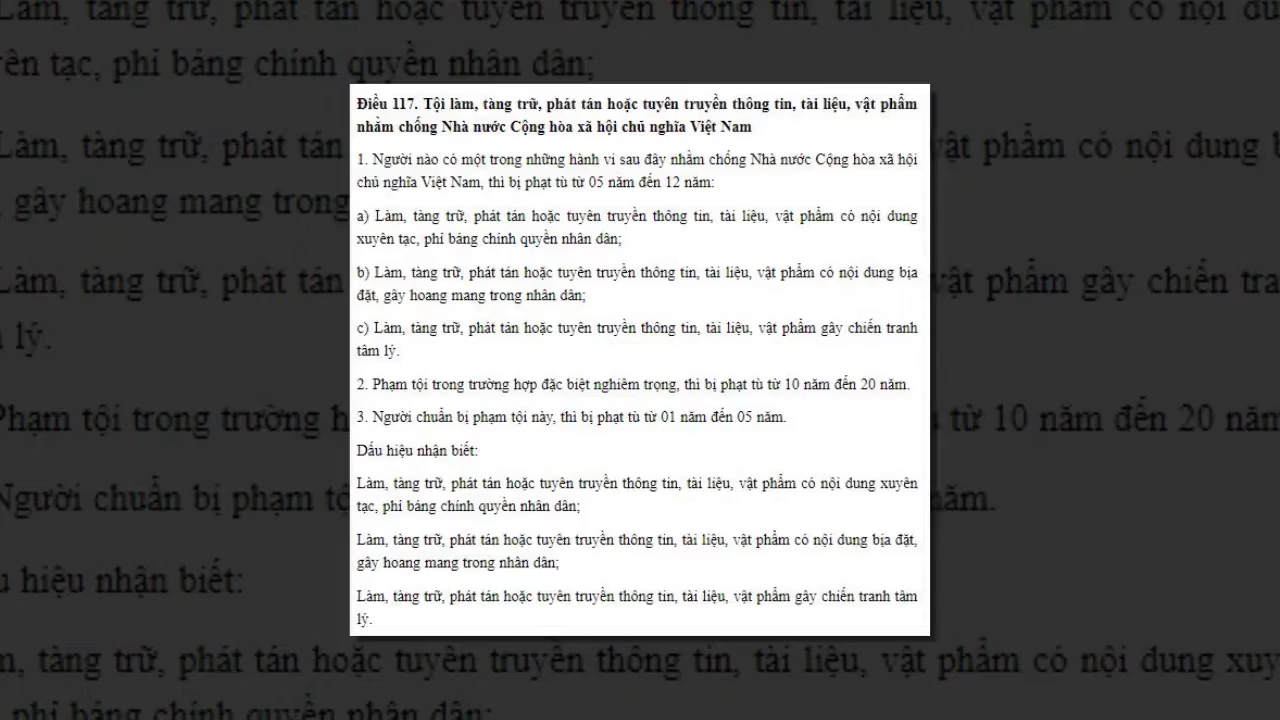 Điều 117. Tội làm, tàng trữ, phát tán hoặc tuyên truyền thông tin, tài liệu, vật phẩm
nhằm chống Nhà nước Cộng hòa xã hội chủ nghĩa Việt Nam
1. Người nào có một trong những hành vi sau đây nhằm chống Nhà nước Cộng hòa xã hội
chủ nghĩa Việt Nam, thì bị phạt tù từ 05 năm đến 12 năm:
a) Làm, tàng trữ, phát tán hoặc tuyên truyền thông tin, tài liệu, vật phẩm có nội dung
xuyên tạc, phỉ báng chính quyền nhân dân;
b) Làm, tàng trữ, phát tán hoặc tuyên truyền thông tin, tài liệu, vật phẩm có nội dung bịa
đặt, gây hoang mang trong nhân dân;
c) Làm, tàng trữ, phát tán hoặc tuyên truyền thông tin, tài liệu, vật phẩm gây chiến tranh
tâm lý.
2. Phạm tội trong trường hợp đặc biệt nghiêm trọng, thì bị phạt tù từ 10 năm đến 20 năm.
3. Người chuẩn bị phạm tội này, thì bị phạt tù từ 01 năm đến 05 năm.
Dấu hiệu nhận biết:
Làm, tàng trữ, phát tán hoặc tuyên truyền thông tin, tài liệu, vật phẩm có nội dung xuyên
tạc, phỉ báng chính quyền nhân dân;
Làm, tàng trữ, phát tán hoặc tuyên truyền thông tin, tài liệu, vật phẩm có nội dung bịa đặt,
gây hoang mang trong nhân dân;
Làm, tàng trữ, phát tán hoặc tuyên truyền thông tin, tài liệu, vật phẩm gây chiến tranh tâm
lý.